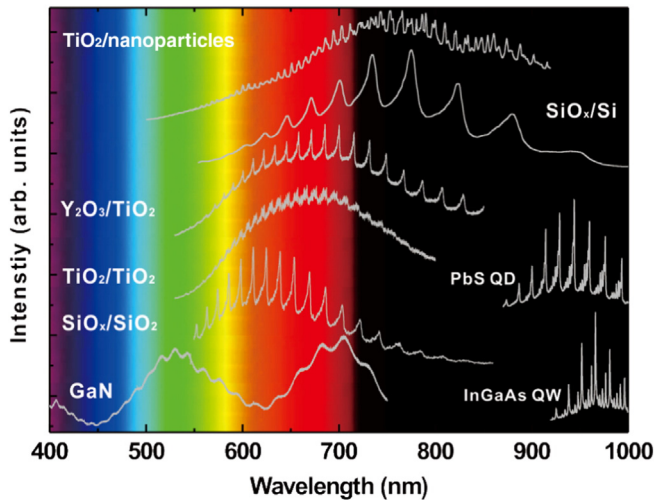 TiO₂/nanoparticles
SiOₓ/Si
Y₂O₃/TiO₂
TiO₂/TiO₂
PbS QD
SiOₓ/SiO₂
GaN
InGaAs QW
Intenstiy (arb. units)
400 500 600 700 800 900 1000
Wavelength (nm)